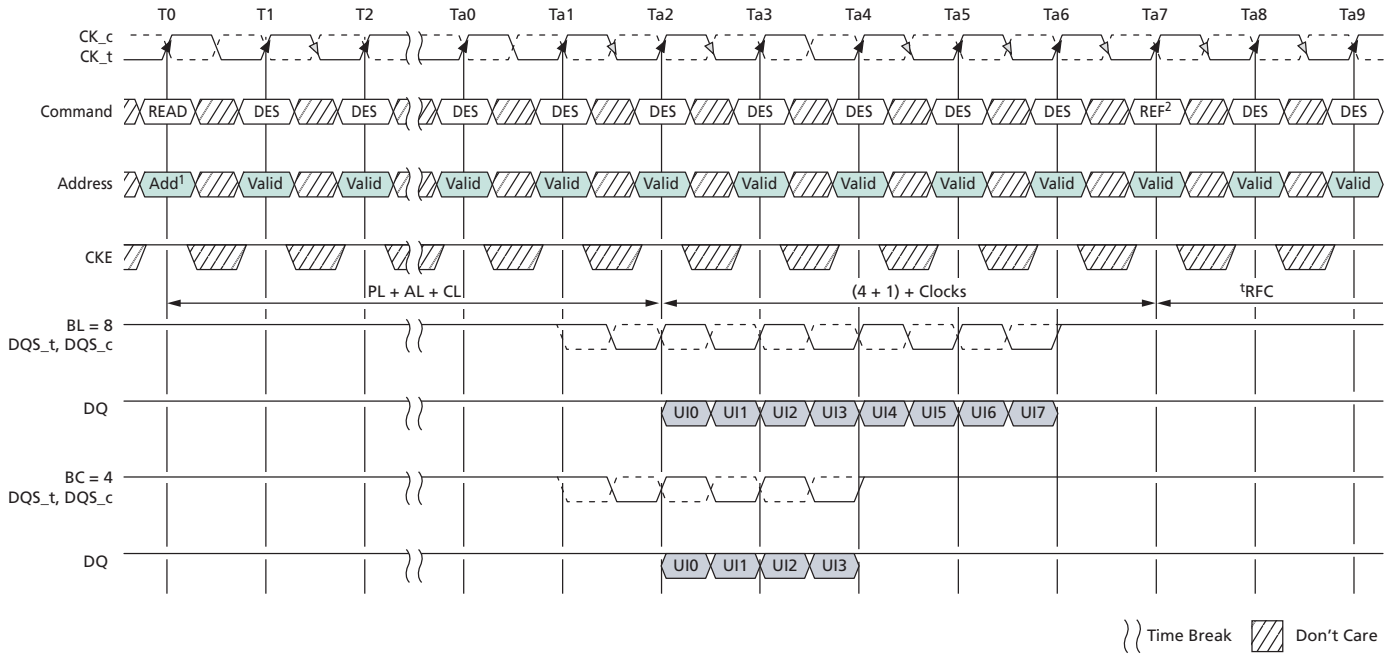 T0 T1 T2 Ta0 Ta1 Ta2 Ta3 Ta4 Ta5 Ta6 Ta7 Ta8 Ta9
CK_c
CK_t
Command READ DES DES DES DES DES DES DES DES DES REF² DES DES
Address Add¹ Valid Valid Valid Valid Valid Valid Valid Valid Valid Valid Valid Valid
CKE
PL + AL + CL (4 + 1) + Clocks ᵗRFC
BL = 8
DQS_t, DQS_c
DQ UI0 UI1 UI2 UI3 UI4 UI5 UI6 UI7
BC = 4
DQS_t, DQS_c
DQ UI0 UI1 UI2 UI3
Time Break Don't Care